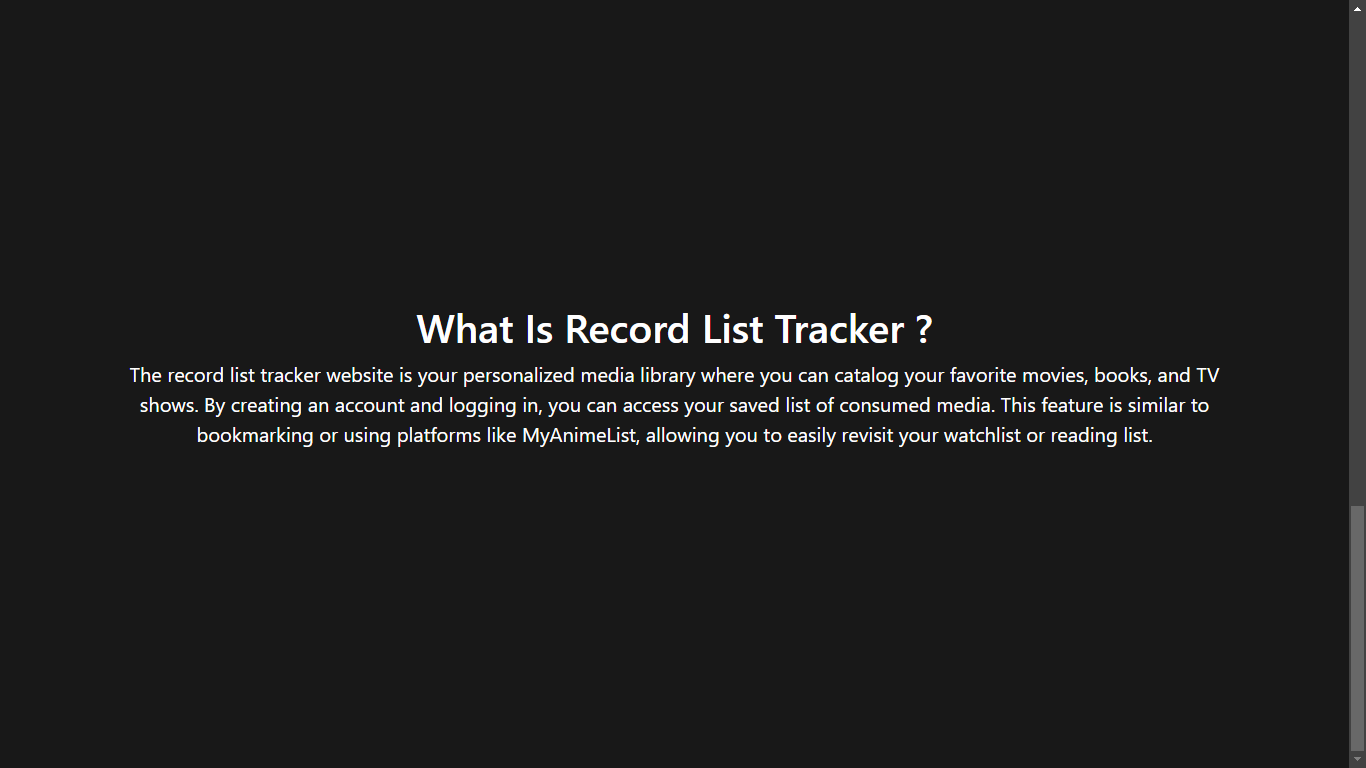 What Is Record List Tracker ?
The record list tracker website is your personalized media library where you can catalog your favorite movies, books, and TV
shows. By creating an account and logging in, you can access your saved list of consumed media. This feature is similar to
bookmarking or using platforms like MyAnimeList, allowing you to easily revisit your watchlist or reading list.